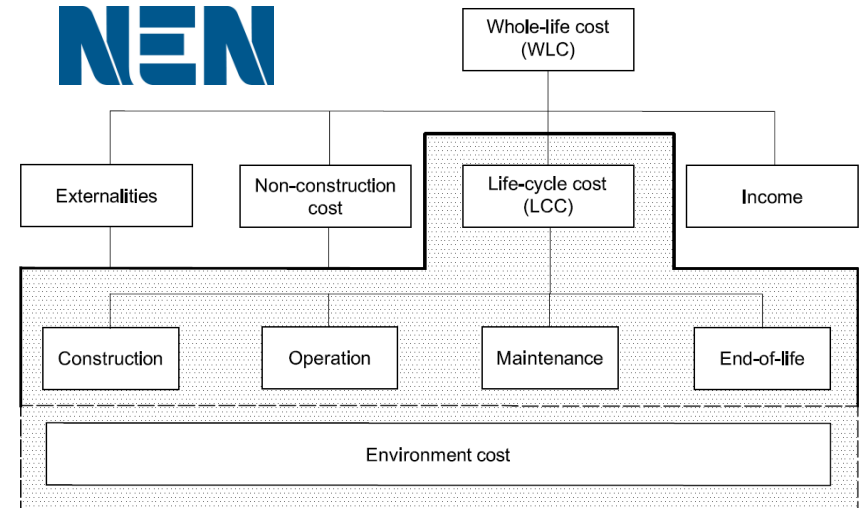 NEN
Whole-life cost
(WLC)
Externalities
Non-construction
cost
Life-cycle cost
(LCC)
Income
Construction
Operation
Maintenance
End-of-life
Environment cost